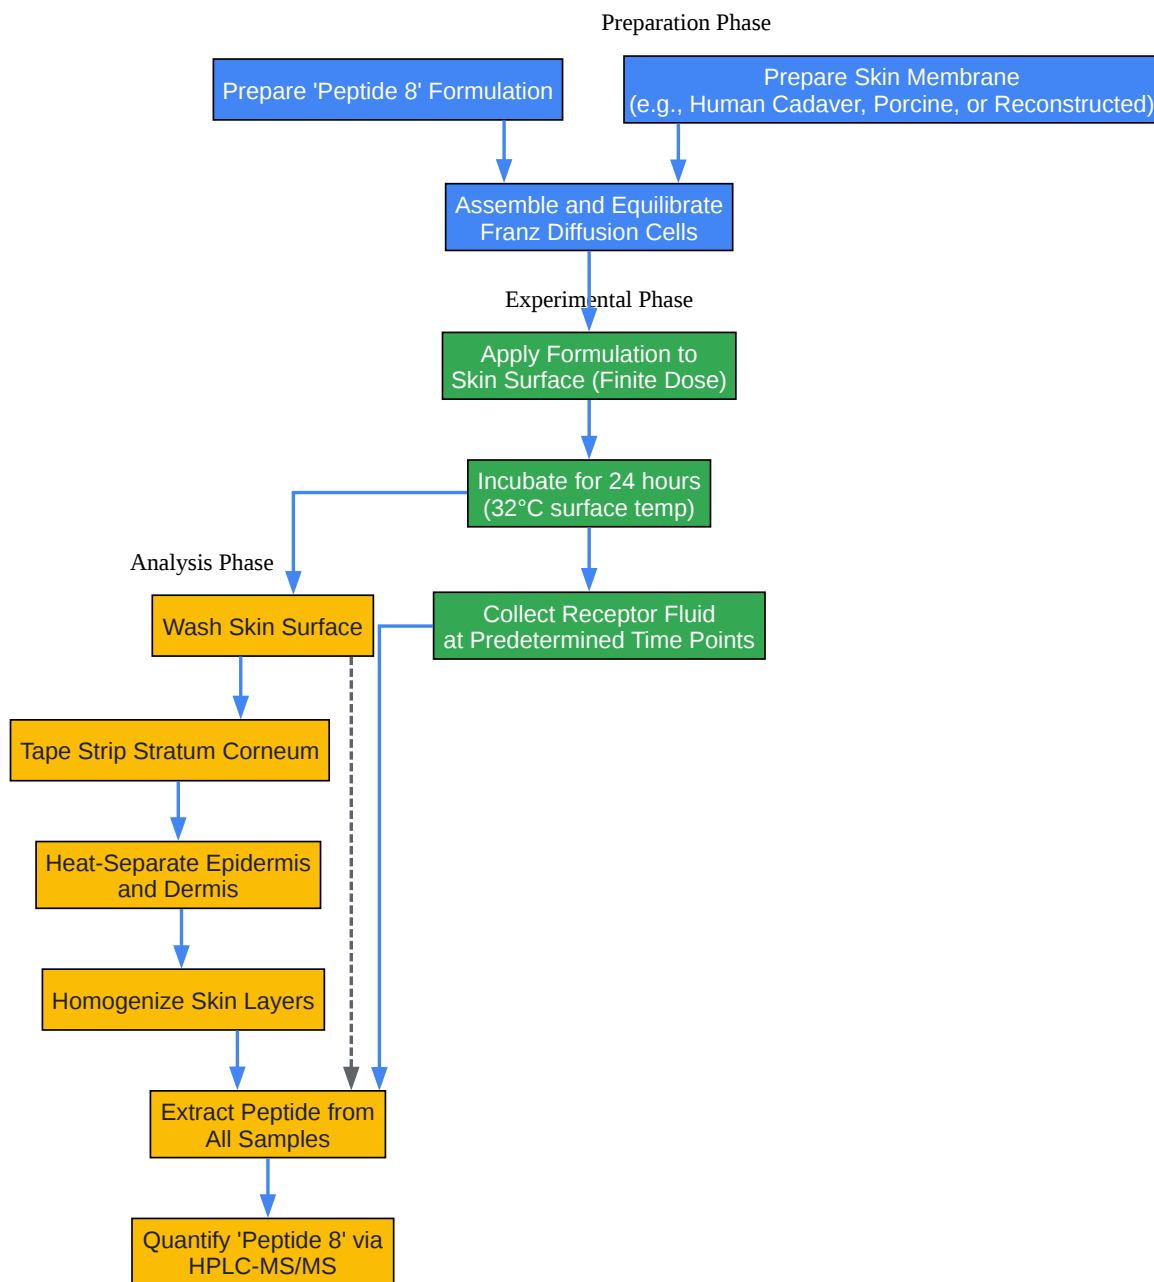 Preparation Phase
Prepare 'Peptide 8' Formulation
Prepare Skin Membrane
(e.g., Human Cadaver, Porcine, or Reconstructed)
Assemble and Equilibrate
Franz Diffusion Cells
Experimental Phase
Apply Formulation to
Skin Surface (Finite Dose)
Incubate for 24 hours
(32°C surface temp)
Analysis Phase
Wash Skin Surface
Collect Receptor Fluid
at Predetermined Time Points
Tape Strip Stratum Corneum
Heat-Separate Epidermis
and Dermis
Homogenize Skin Layers
Extract Peptide from
All Samples
Quantify 'Peptide 8' via
HPLC-MS/MS